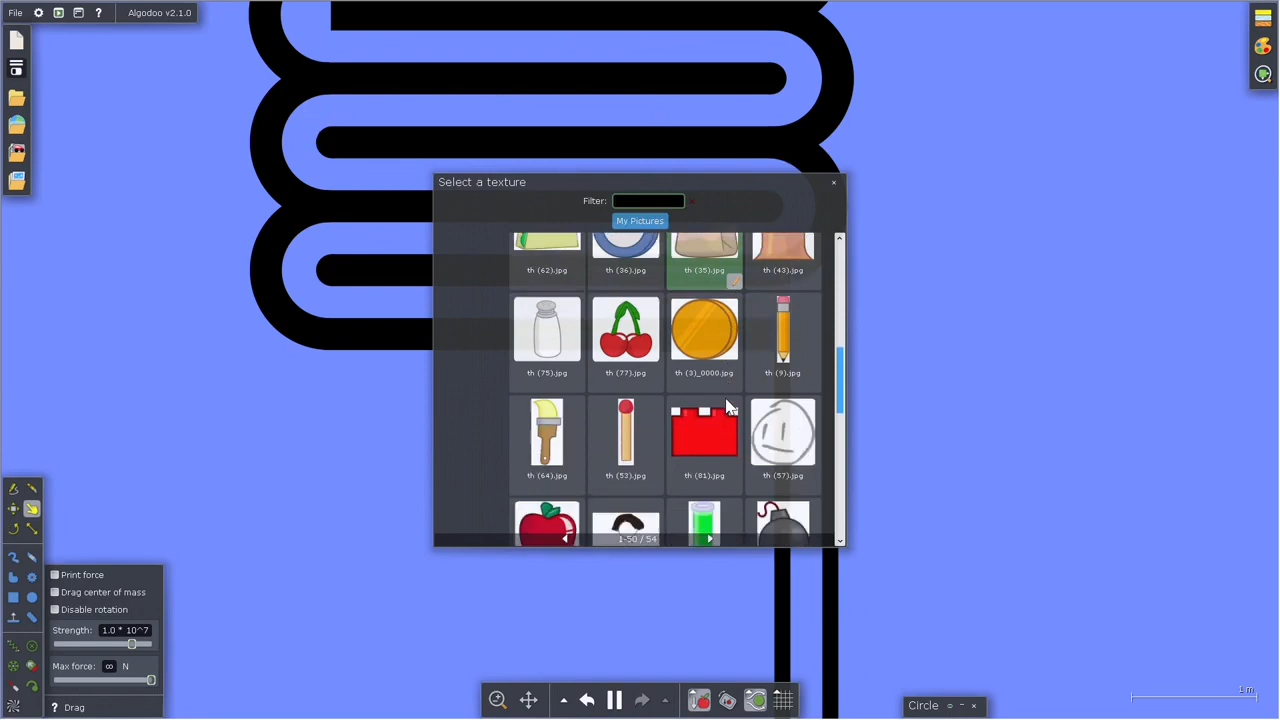 File ? Algodoo v2.1.0
Select a texture ×
Filter:
My Pictures
th (62).jpg th (36).jpg th (35).jpg th (43).jpg
th (75).jpg th (77).jpg th (3)_0000.jpg th (9).jpg
th (64).jpg th (53).jpg th (81).jpg th (57).jpg
1-50 / 54
Print force
Drag center of mass
Disable rotation
Strength: 1.0 * 10^7
Max force: ∞ N
? Drag
Circle
1 m